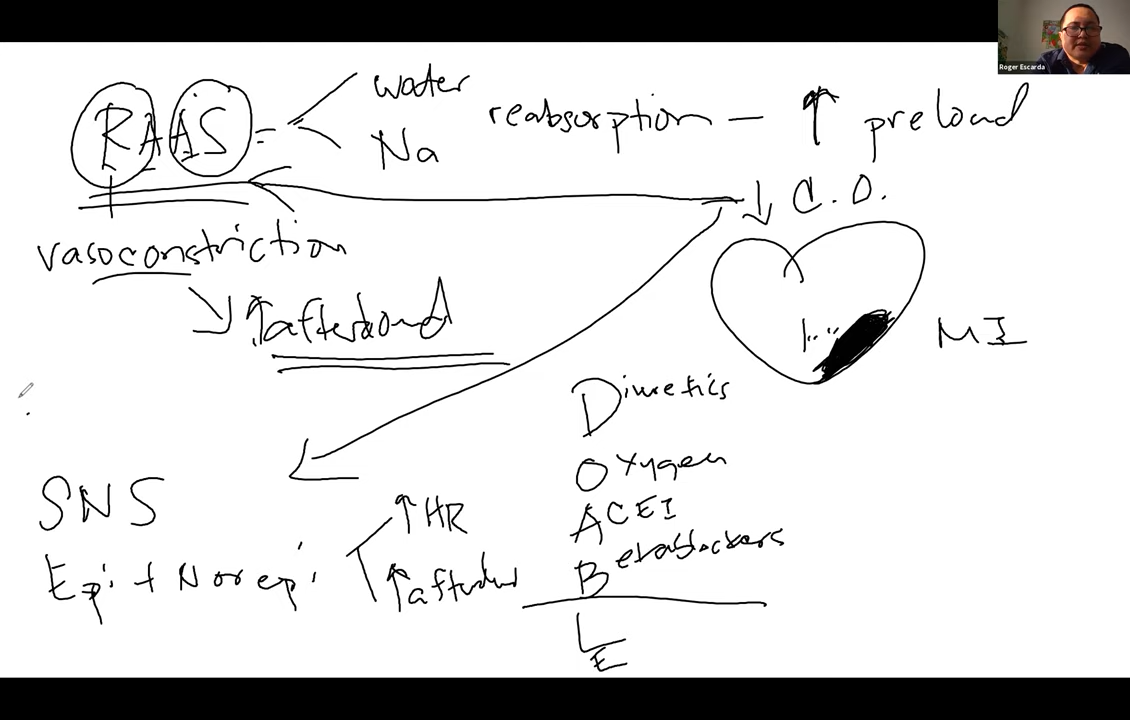 Roger Escarda
water
RAAS =
reabsorption — ↑ preload
Na
↓ C.O.
vasoconstriction
↑ afterload
MI
Diuretics
Oxygen
SNS
↑ HR
ACEI
Betablockers
Epi + Norepi
↑ afterload
L
E